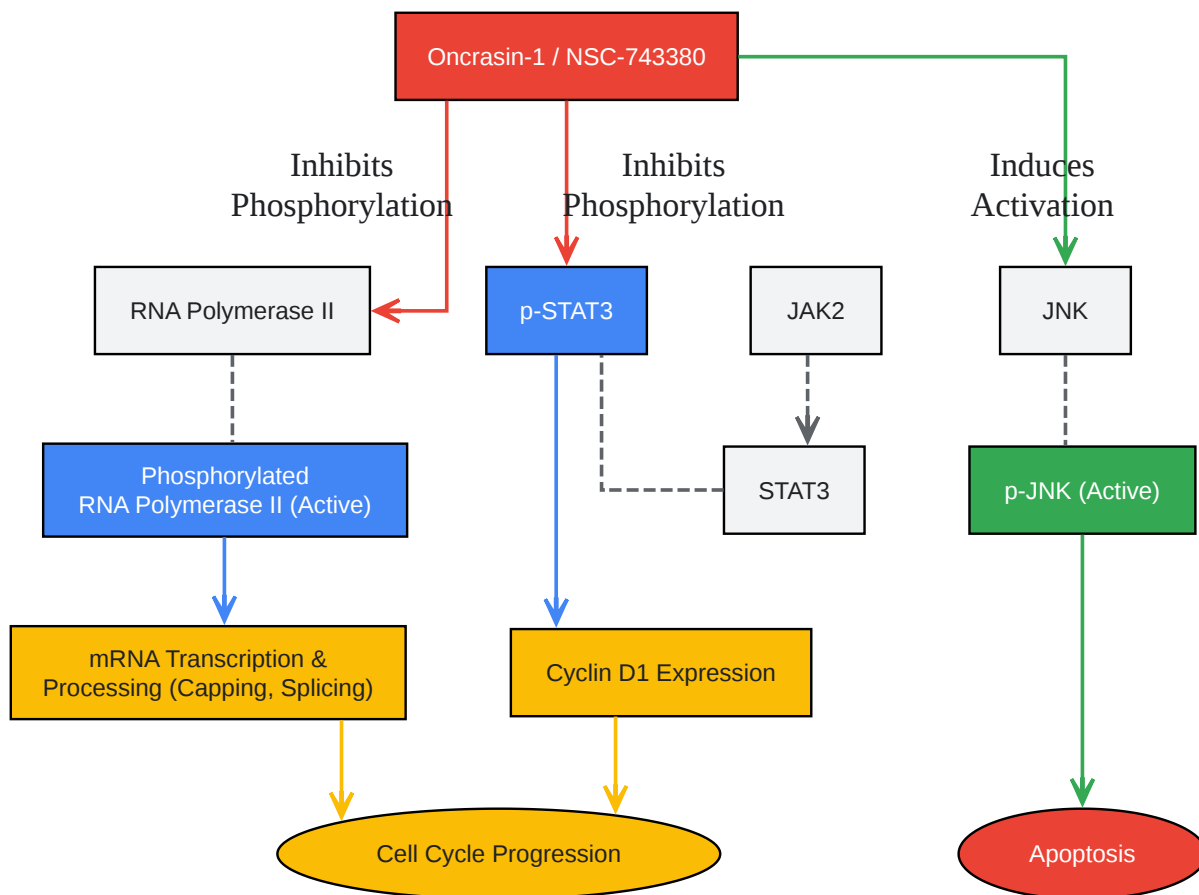 Oncrasin-1 / NSC-743380
Inhibits
Phosphorylation
Inhibits
Phosphorylation
Induces
Activation
RNA Polymerase II
p-STAT3
JAK2
JNK
Phosphorylated
RNA Polymerase II (Active)
STAT3
p-JNK (Active)
mRNA Transcription &
Processing (Capping, Splicing)
Cyclin D1 Expression
Cell Cycle Progression
Apoptosis